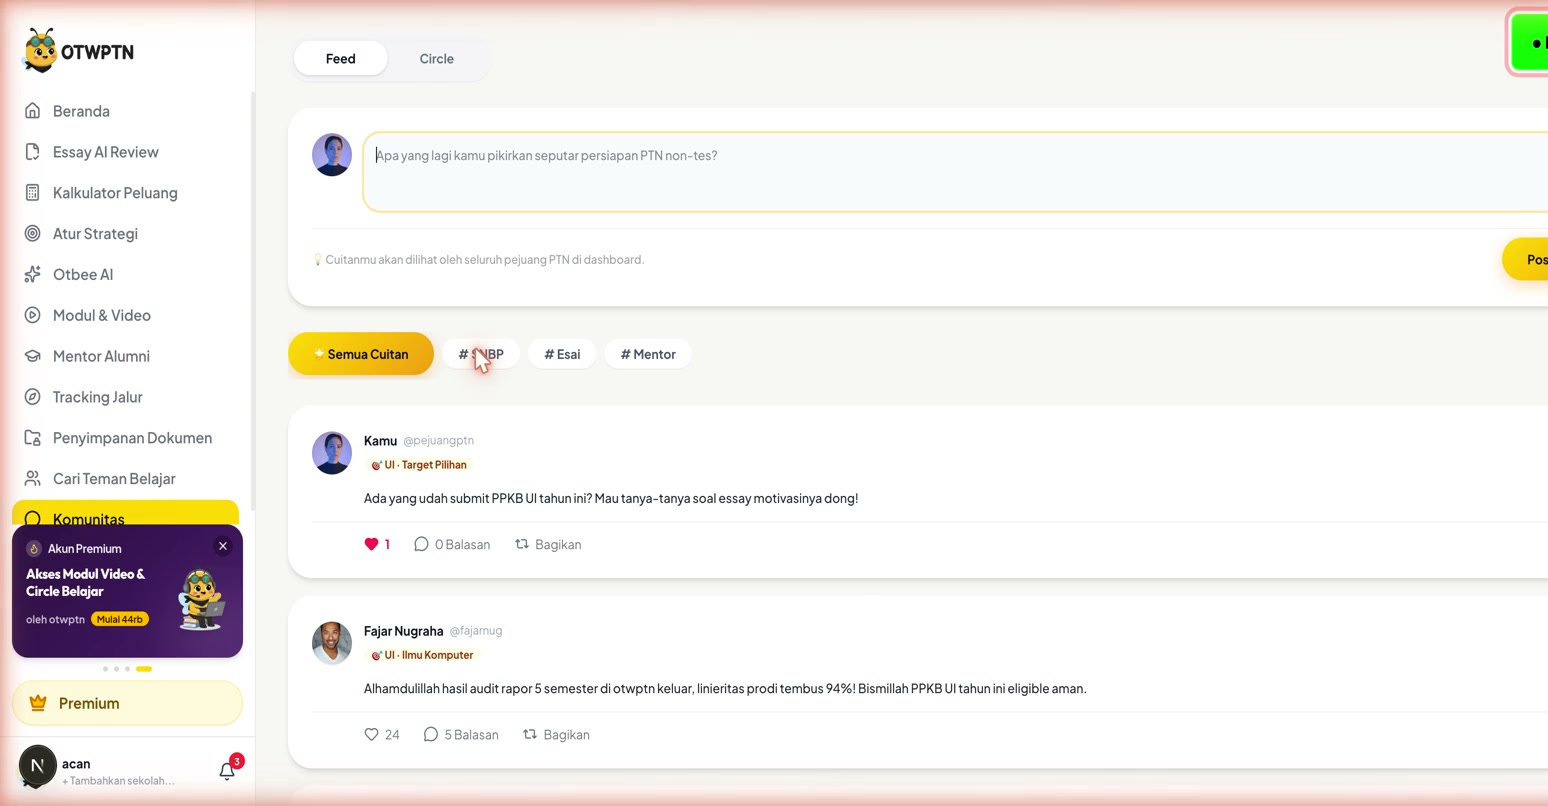 OTWPTN
Beranda
Essay AI Review
Kalkulator Peluang
Atur Strategi
Otbee AI
Modul & Video
Mentor Alumni
Tracking Jalur
Penyimpanan Dokumen
Cari Teman Belajar
Komunitas
Akun Premium
Akses Modul Video &
Circle Belajar
oleh otwptn Mulai 44rb
Premium
N
acan
+ Tambahkan sekolah...
3
Feed Circle
Apa yang lagi kamu pikirkan seputar persiapan PTN non-tes?
Cuitanmu akan dilihat oleh seluruh pejuang PTN di dashboard.
Pos
Semua Cuitan # SNBP # Esai # Mentor
Kamu @pejuangptn
UI · Target Pilihan
Ada yang udah submit PPKB UI tahun ini? Mau tanya-tanya soal essay motivasinya dong!
1 0 Balasan Bagikan
Fajar Nugraha @fajarnug
UI · Ilmu Komputer
Alhamdulillah hasil audit rapor 5 semester di otwptn keluar, linieritas prodi tembus 94%! Bismillah PPKB UI tahun ini eligible aman.
24 5 Balasan Bagikan